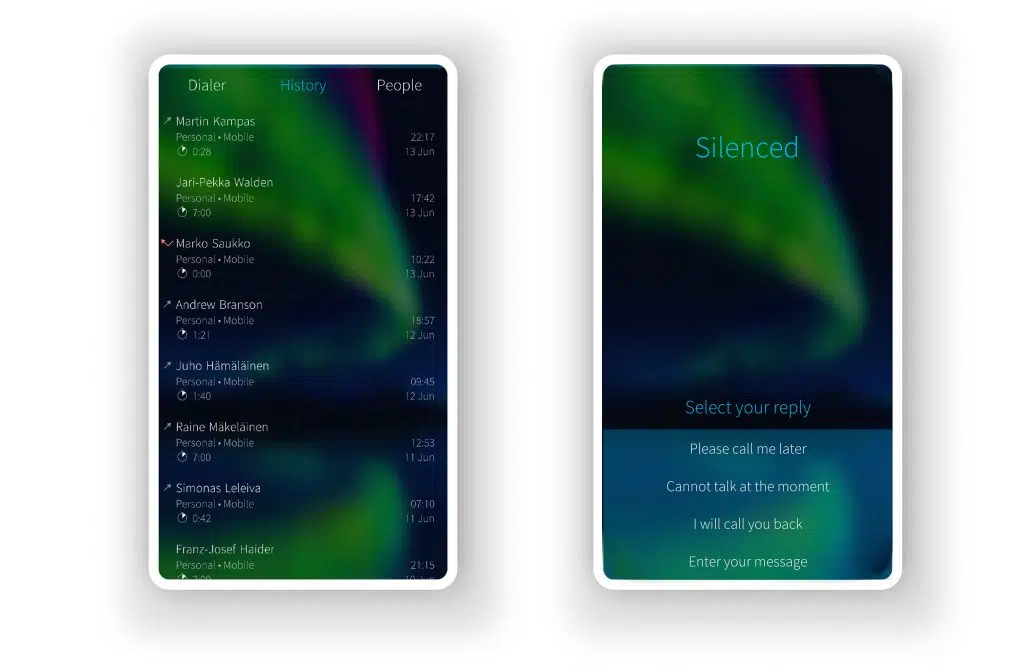 Dialer History People
Martin Kampas
Personal • Mobile 22:17
0:28 13 Jun
Jari-Pekka Walden
Personal • Mobile 17:42
7:00 13 Jun
Marko Saukko
Personal • Mobile 10:22
0:00 13 Jun
Andrew Branson
Personal • Mobile 18:57
1:21 12 Jun
Juho Hämäläinen
Personal • Mobile 09:45
1:40 12 Jun
Raine Mäkeläinen
Personal • Mobile 12:53
7:00 11 Jun
Simonas Leleiva
Personal • Mobile 07:10
0:42 11 Jun
Franz-Josef Haider
Personal • Mobile 21:15
Silenced
Select your reply
Please call me later
Cannot talk at the moment
I will call you back
Enter your message